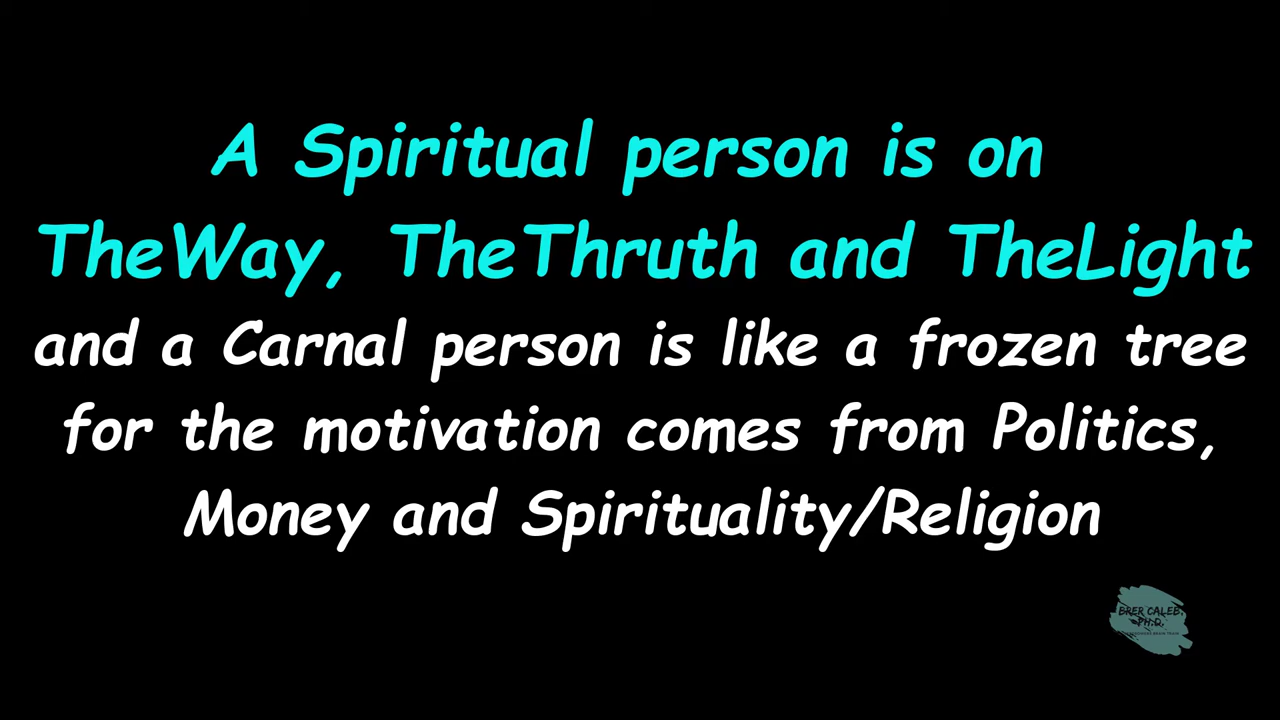 A Spiritual person is on
TheWay, TheThruth and TheLight
and a Carnal person is like a frozen tree
for the motivation comes from Politics,
Money and Spirituality/Religion
BRER CALEB,
PH.D.